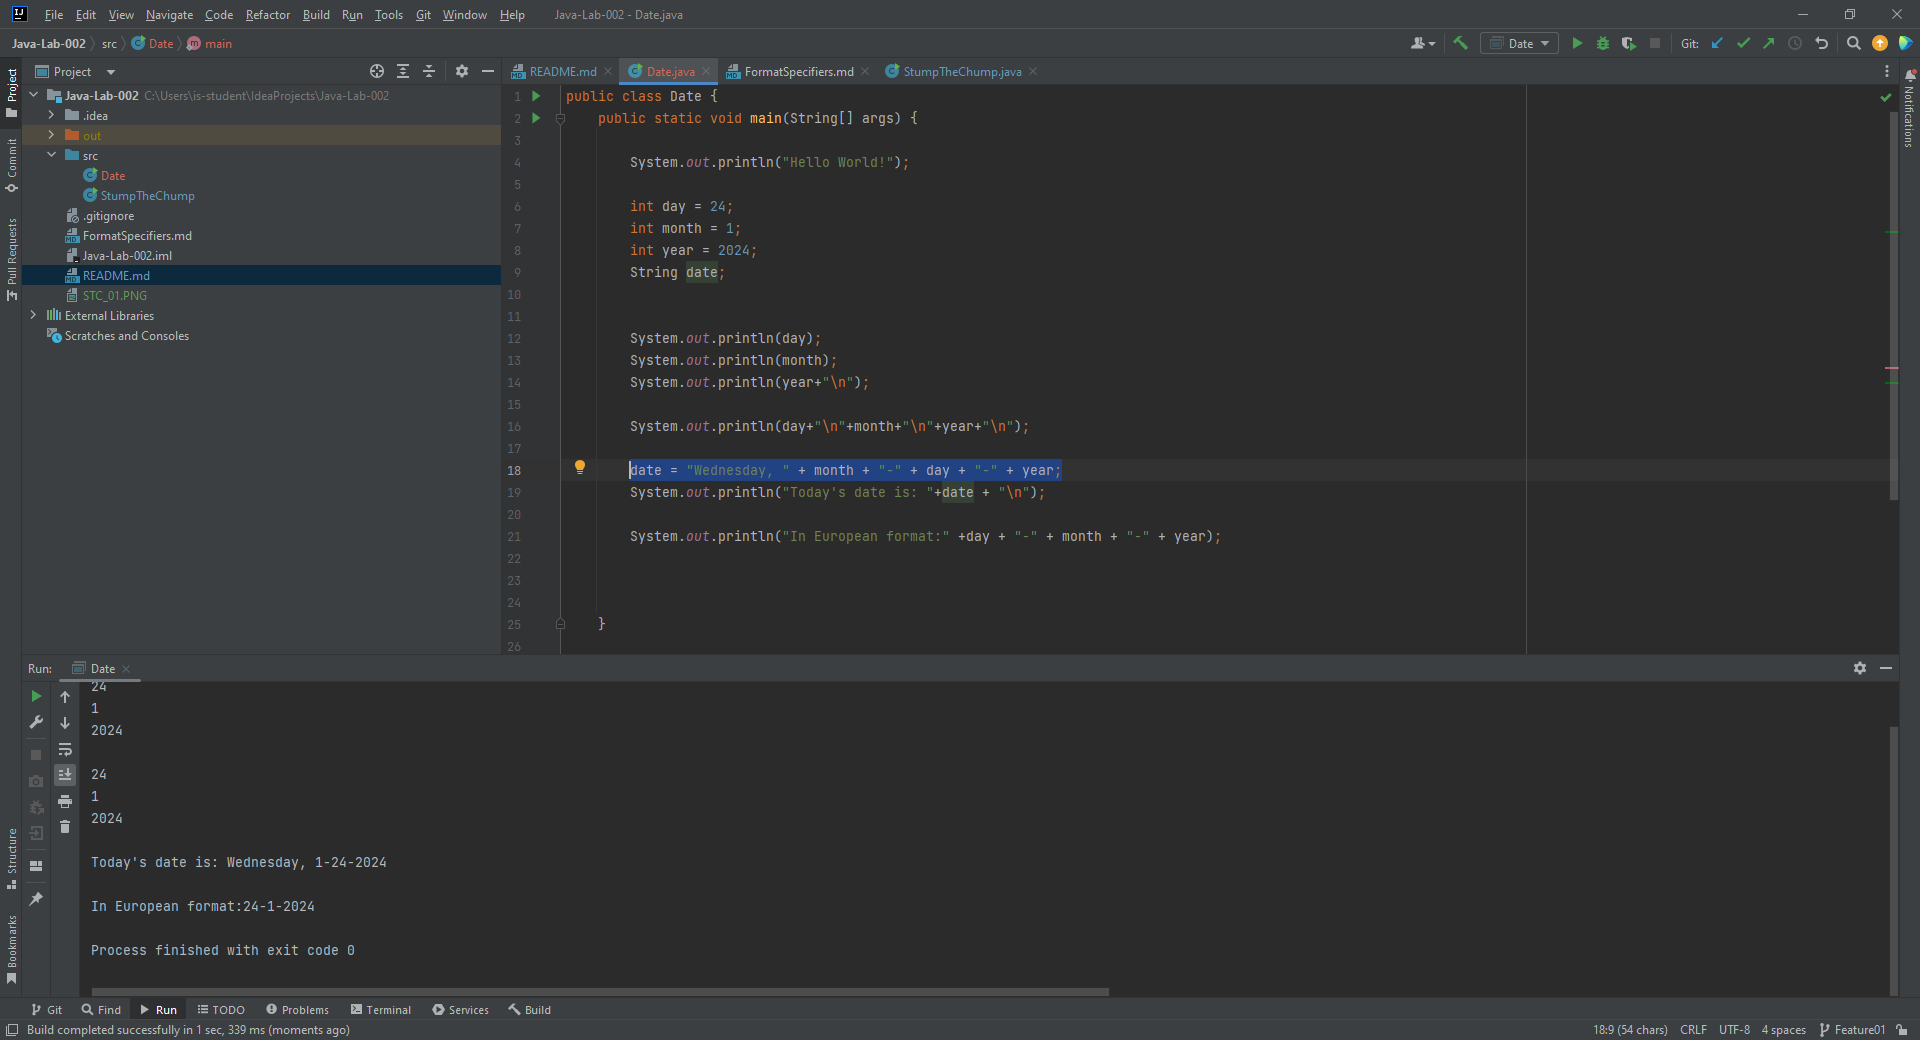 File Edit View Navigate Code Refactor Build Run Tools Git Window Help Java-Lab-002 - Date.java
Java-Lab-002 src Date main Date Git:
Project
README.md Date.java FormatSpecifiers.md StumpTheChump.java
Project
Commit
Pull Requests
Structure
Bookmarks
Notifications
Java-Lab-002 C:\Users\is-student\IdeaProjects\Java-Lab-002
.idea
out
src
Date
StumpTheChump
.gitignore
FormatSpecifiers.md
Java-Lab-002.iml
README.md
STC_01.PNG
External Libraries
Scratches and Consoles
1 public class Date {
2 public static void main(String[] args) {
3
4 System.out.println("Hello World!");
5
6 int day = 24;
7 int month = 1;
8 int year = 2024;
9 String date;
10
11
12 System.out.println(day);
13 System.out.println(month);
14 System.out.println(year+"\n");
15
16 System.out.println(day+"\n"+month+"\n"+year+"\n");
17
18 date = "Wednesday, " + month + "-" + day + "-" + year;
19 System.out.println("Today's date is: "+date + "\n");
20
21 System.out.println("In European format:" +day + "-" + month + "-" + year);
22
23
24
25 }
26
Run: Date
24
1
2024
24
1
2024
Today's date is: Wednesday, 1-24-2024
In European format:24-1-2024
Process finished with exit code 0
Git Find Run TODO Problems Terminal Services Build
Build completed successfully in 1 sec, 339 ms (moments ago) 18:9 (54 chars) CRLF UTF-8 4 spaces Feature01